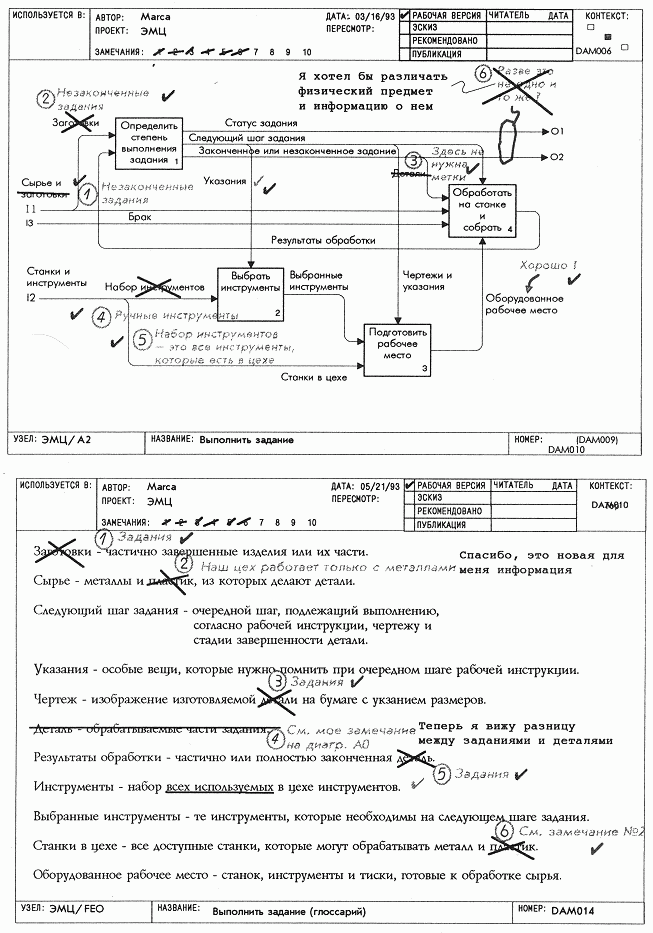 ИСПОЛЬЗУЕТСЯ В:
АВТОР: Marca
ДАТА: 03/16/93
РАБОЧАЯ ВЕРСИЯ
ЧИТАТЕЛЬ ДАТА
КОНТЕКСТ:
ПРОЕКТ: ЭМЦ
ПЕРЕСМОТР:
ЭСКИЗ
РЕКОМЕНДОВАНО
DAM006
ЗАМЕЧАНИЯ: 1 2 3 4 5 6 7 8 9 10
ПУБЛИКАЦИЯ
Я хотел бы различать
физический предмет
и информацию о нем
6 Разве это
не одно и
то же?
2 Незаконченные
задания
Заготовки
Определить
степень
выполнения
задания 1
Статус задания
Следующий шаг задания
Законченное или незаконченное задание
O1
O2
3 Здесь не
нужна
метки
Детали
Указания
Сырье и
заготовки
1 Незаконченные
задания
I1
I3
Брак
Обработать
на станке
и
собрать 4
Результаты обработки
Станки и
инструменты
I2
Набор инструментов
Выбрать
инструменты
2
Выбранные
инструменты
Чертежи и
указания
Хорошо !
Оборудованное
рабочее место
4 Ручные инструменты
5 Набор инструментов
– это все инструменты,
которые есть в цехе
Подготовить
рабочее
место
3
Станки в цехе
УЗЕЛ: ЭМЦ/A2
НАЗВАНИЕ: Выполнить задание
НОМЕР: (DAM009)
DAM010
ИСПОЛЬЗУЕТСЯ В:
АВТОР: Marca
ДАТА: 05/21/93
РАБОЧАЯ ВЕРСИЯ
ЧИТАТЕЛЬ ДАТА
КОНТЕКСТ:
ПРОЕКТ: ЭМЦ
ПЕРЕСМОТР:
ЭСКИЗ
РЕКОМЕНДОВАНО
ЗАМЕЧАНИЯ: 1 2 3 4 5 6 7 8 9 10
ПУБЛИКАЦИЯ
1 Задания
Заготовки - частично завершенные изделия или их части.
Спасибо, это новая для
меня информация
2 Наш цех работает только с металлами
Сырье - металлы и пластик, из которых делают детали.
Следующий шаг задания - очередной шаг, подлежащий выполнению,
согласно рабочей инструкции, чертежу и
стадии завершенности детали.
Указания - особые вещи, которые нужно помнить при очередном шаге рабочей инструкции.
3 Задания
Чертеж - изображение изготовляемой детали на бумаге с укзанием размеров.
Деталь - обрабатываемые части задания.
4 См. мое замечание
на диагр. A0
Теперь я вижу разницу
между заданиями и деталями
Результаты обработки - частично или полностью законченная деталь.
5 Задания
Инструменты - набор всех используемых в цехе инструментов.
Выбранные инструменты - те инструменты, которые необходимы на следующем шаге задания.
6 См. замечание №2
Станки в цехе - все доступные станки, которые могут обрабатывать металл и пластик.
Оборудованное рабочее место - станок, инструменты и тиски, готовые к обработке сырья.
УЗЕЛ: ЭМЦ/FEO
НАЗВАНИЕ: Выполнить задание (глоссарий)
НОМЕР: DAM014